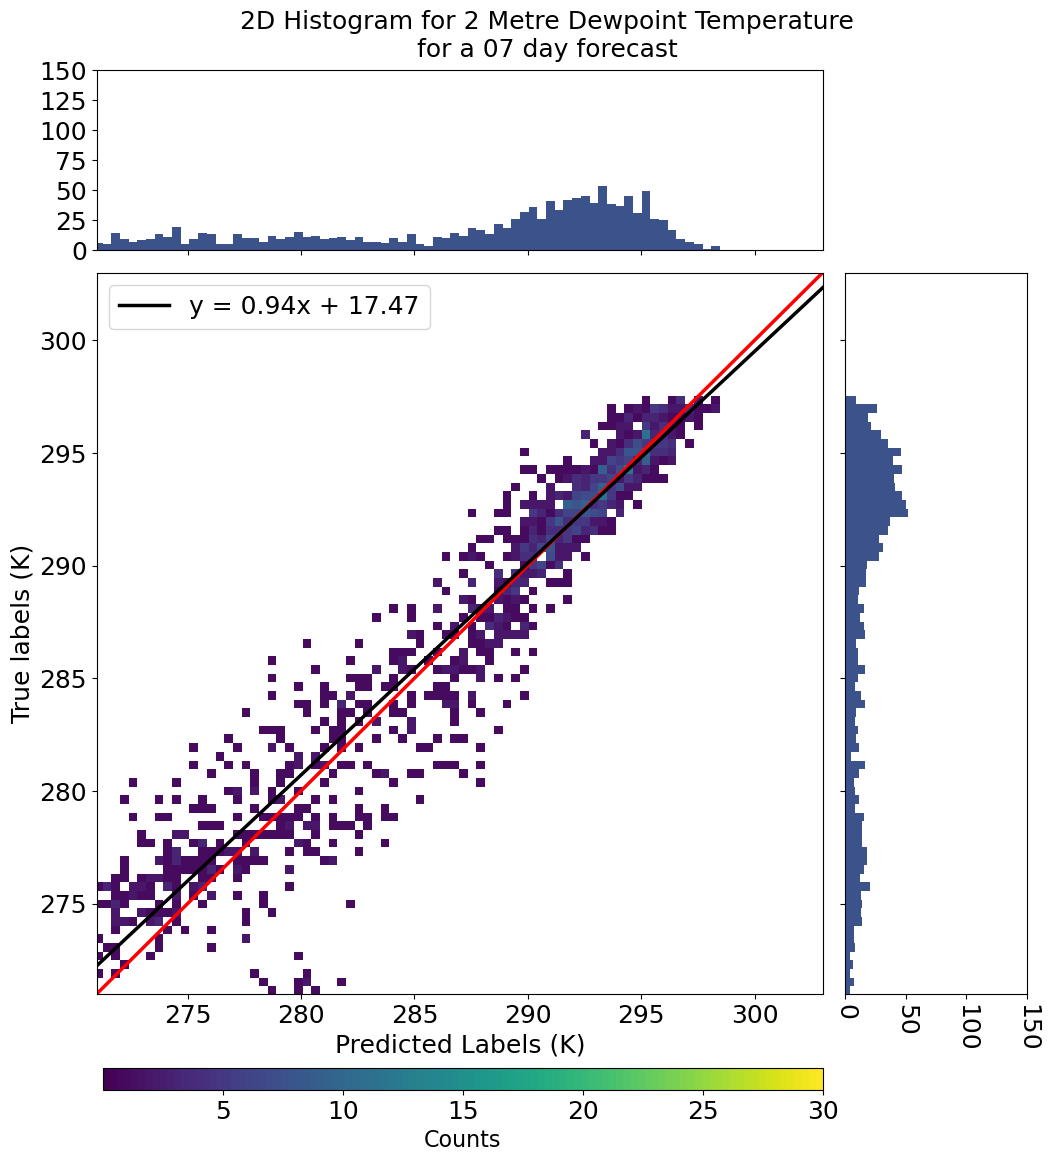 2D Histogram for 2 Metre Dewpoint Temperature
for a 07 day forecast
150
125
100
75
50
25
0
y = 0.94x + 17.47
300
295
290
285
280
275
True labels (K)
275 280 285 290 295 300
Predicted Labels (K)
0 50 100 150
5 10 15 20 25 30
Counts